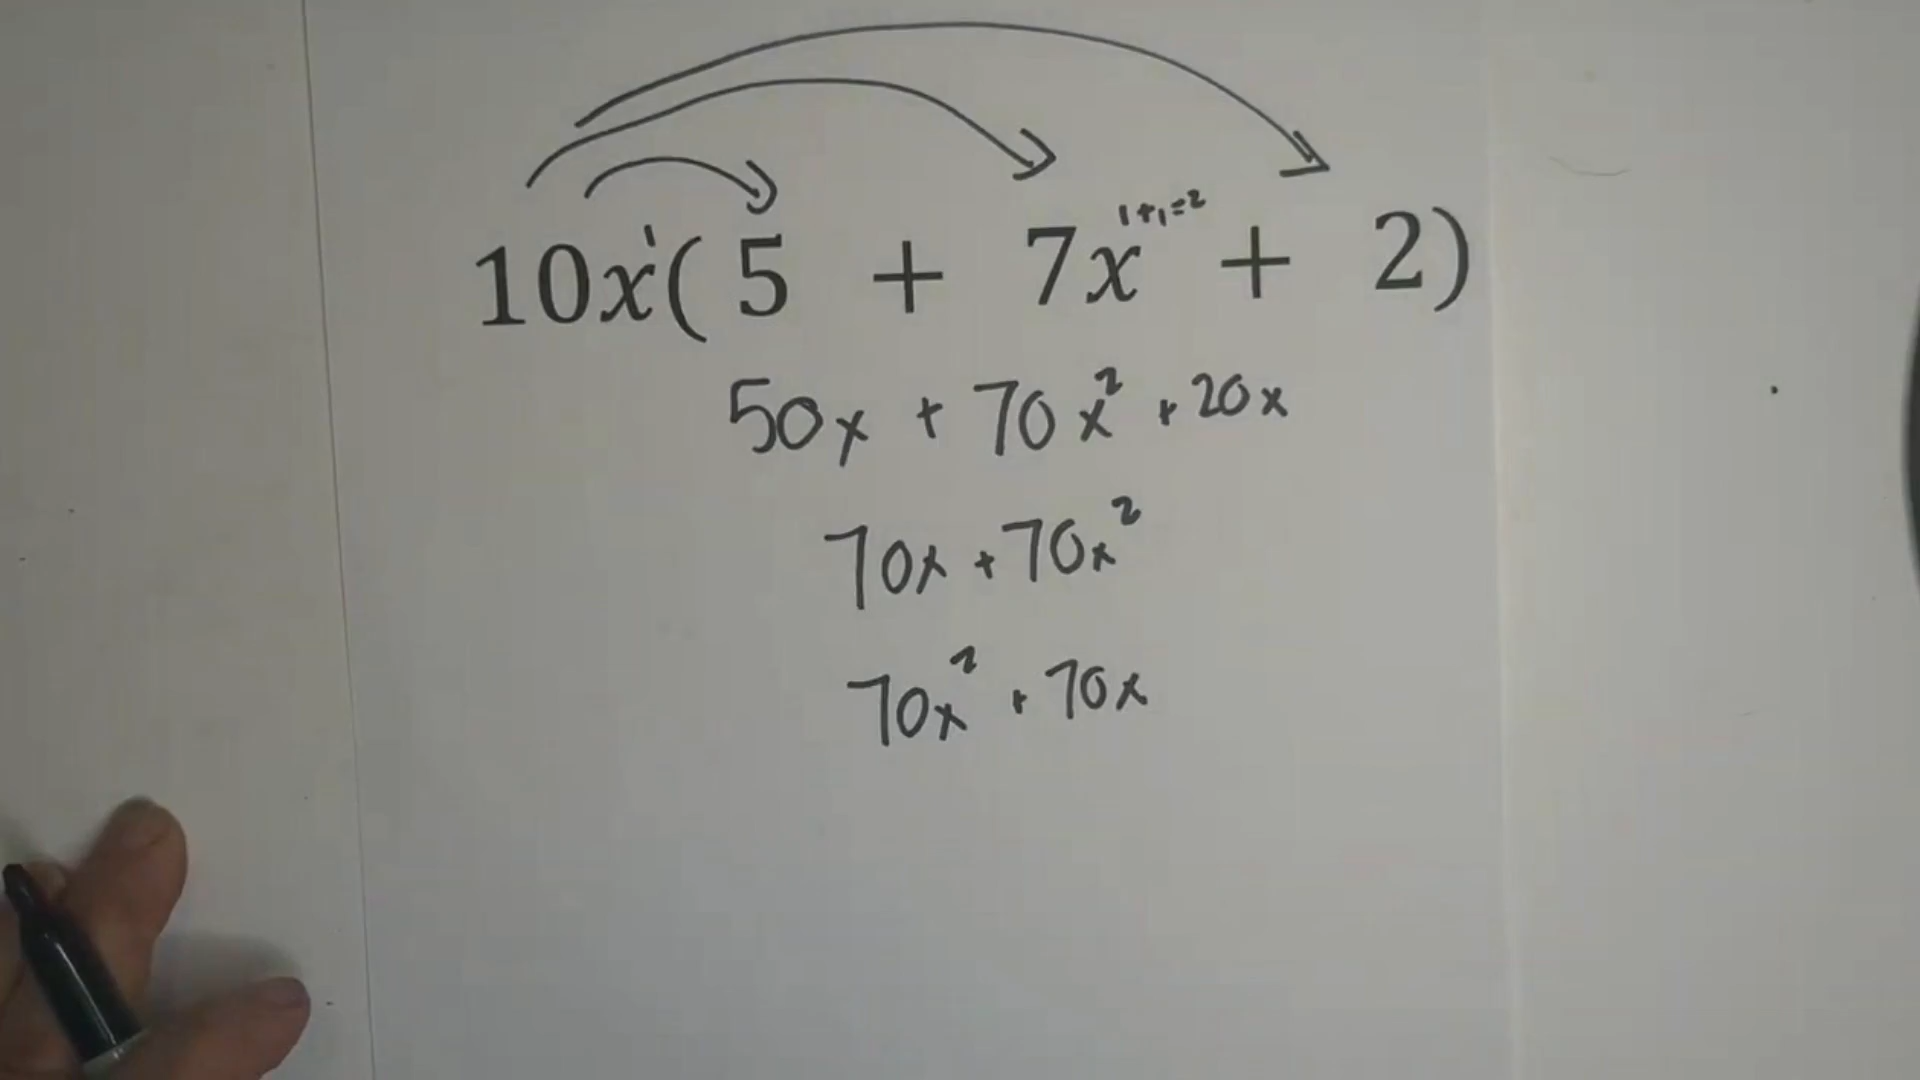 1+1=2
10x¹( 5 + 7x + 2)
50x + 70x² + 20x
70x + 70x²
70x² + 70x